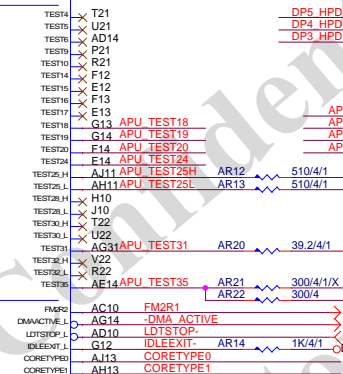 TEST4 T21 DP5_HPD
TEST5 U21 DP4_HPD
TEST6 AD14 DP3_HPD
TEST9 P21
TEST10 R21
TEST14 F12
TEST15 E12
TEST16 F13
TEST17 E13 AP
TEST18 G13 APU_TEST18 AP
TEST19 G14 APU_TEST19
TEST20 F14 APU_TEST20 AP
TEST24 E14 APU_TEST24
TEST25_H AJ11 APU_TEST25H AR12 510/4/1
TEST25_L AH11 APU_TEST25L AR13 510/4/1
TEST28_H H10
TEST28_L J10
TEST30_H T22
TEST30_L U22
TEST31 AG31 APU_TEST31 AR20 39.2/4/1
TEST32_H V22
TEST32_L R22
TEST35 AE14 APU_TEST35 AR21 300/4/1/X
AR22 300/4
FM2R2 AC10 FM2R1
DMAACTIVE_L AG14 -DMA_ACTIVE
LDTSTOP_L AD10 LDTSTOP-
IDLEEXIT_L G12 IDLEEXIT- AR14 1K/4/1
CORETYPE0 AJ13 CORETYPE0
CORETYPE1 AH13 CORETYPE1
Confiden